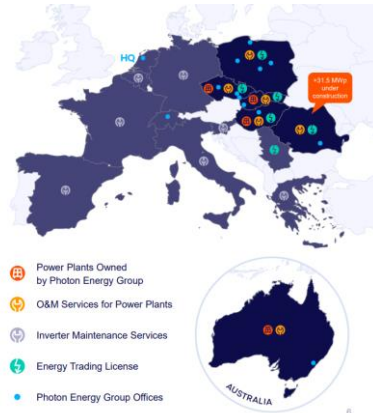 HQ
+31.5 MWp
under
construction
Power Plants Owned
by Photon Energy Group
O&M Services for Power Plants
Inverter Maintenance Services
Energy Trading License
Photon Energy Group Offices
AUSTRALIA